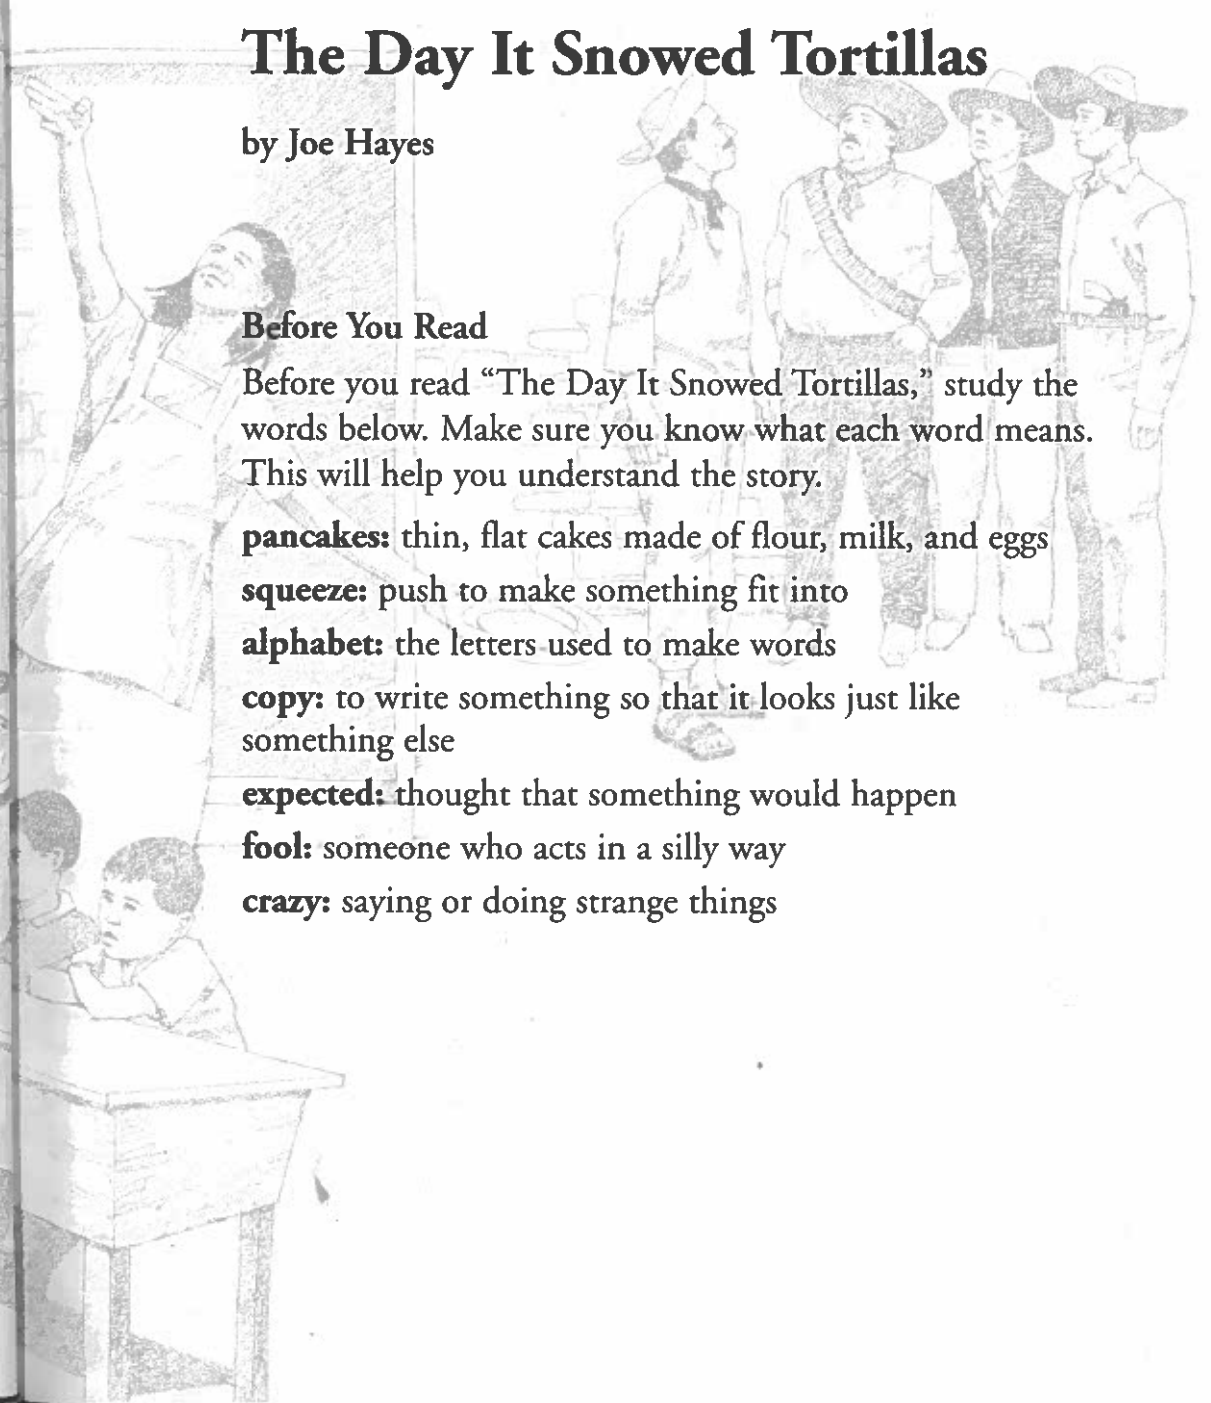 The Day It Snowed Tortillas
by Joe Hayes
Before You Read
Before you read “The Day It Snowed Tortillas,” study the
words below. Make sure you know what each word means.
This will help you understand the story.
pancakes: thin, flat cakes made of flour, milk, and eggs
squeeze: push to make something fit into
alphabet: the letters used to make words
copy: to write something so that it looks just like
something else
expected: thought that something would happen
fool: someone who acts in a silly way
crazy: saying or doing strange things